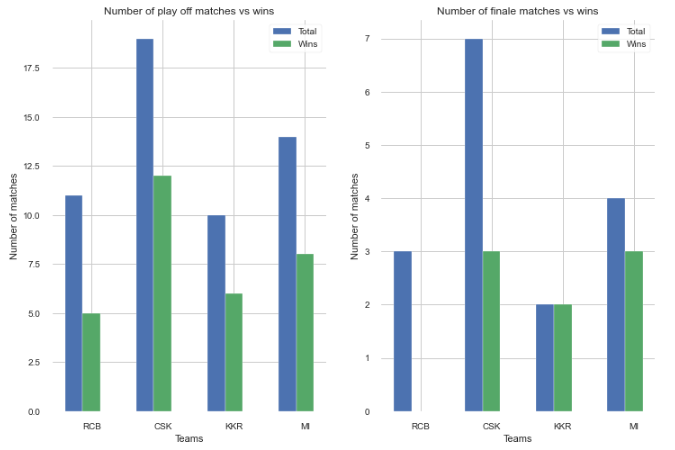 Number of play off matches vs wins
Total
Wins
17.5
15.0
12.5
10.0
7.5
5.0
2.5
0.0
Number of matches
RCB
CSK
KKR
MI
Teams
Number of finale matches vs wins
Total
Wins
7
6
5
4
3
2
1
0
Number of matches
RCB
CSK
KKR
MI
Teams